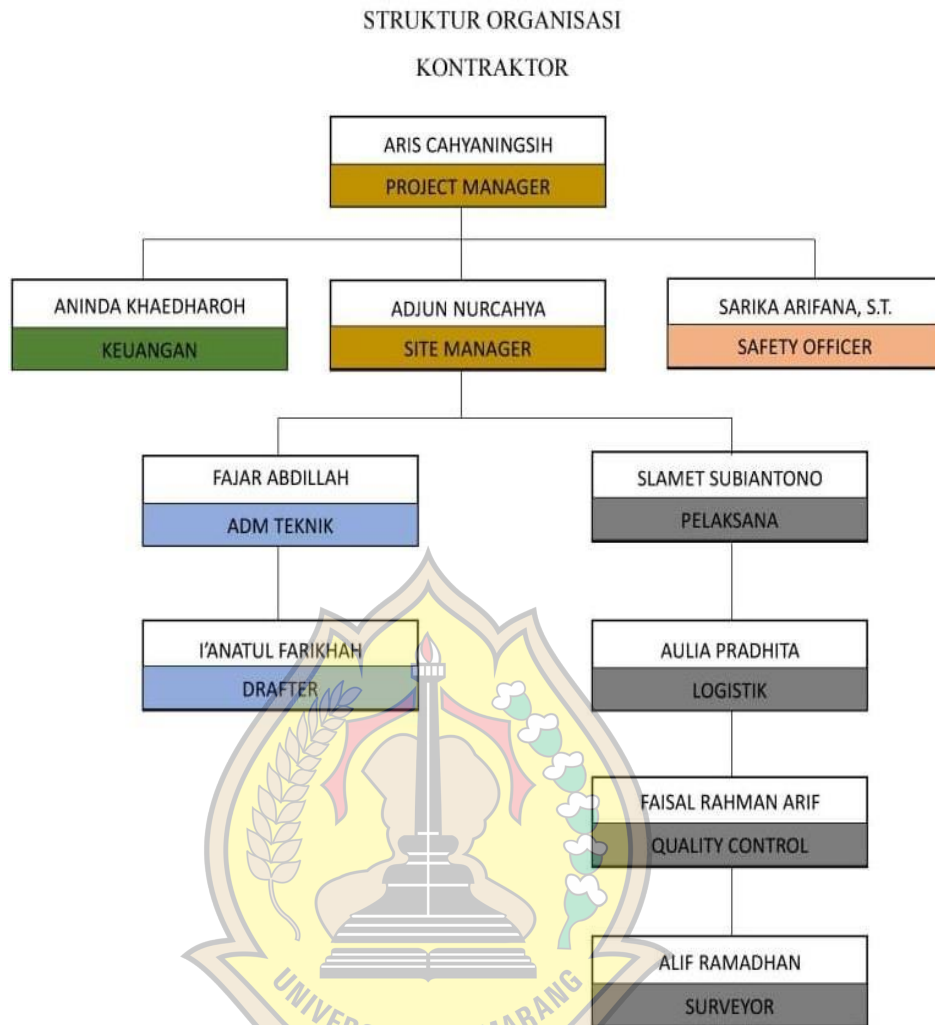 STRUKTUR ORGANISASI
KONTRAKTOR
ARIS CAHYANINGSIH
PROJECT MANAGER
ANINDA KHAEDHAROH
KEUANGAN
ADJUN NURCAHYA
SITE MANAGER
SARIKA ARIFANA, S.T.
SAFETY OFFICER
FAJAR ABDILLAH
ADM TEKNIK
SLAMET SUBIANTONO
PELAKSANA
I'ANATUL FARIKHAH
DRAFTER
AULIA PRADHITA
LOGISTIK
FAISAL RAHMAN ARIF
QUALITY CONTROL
ALIF RAMADHAN
SURVEYOR